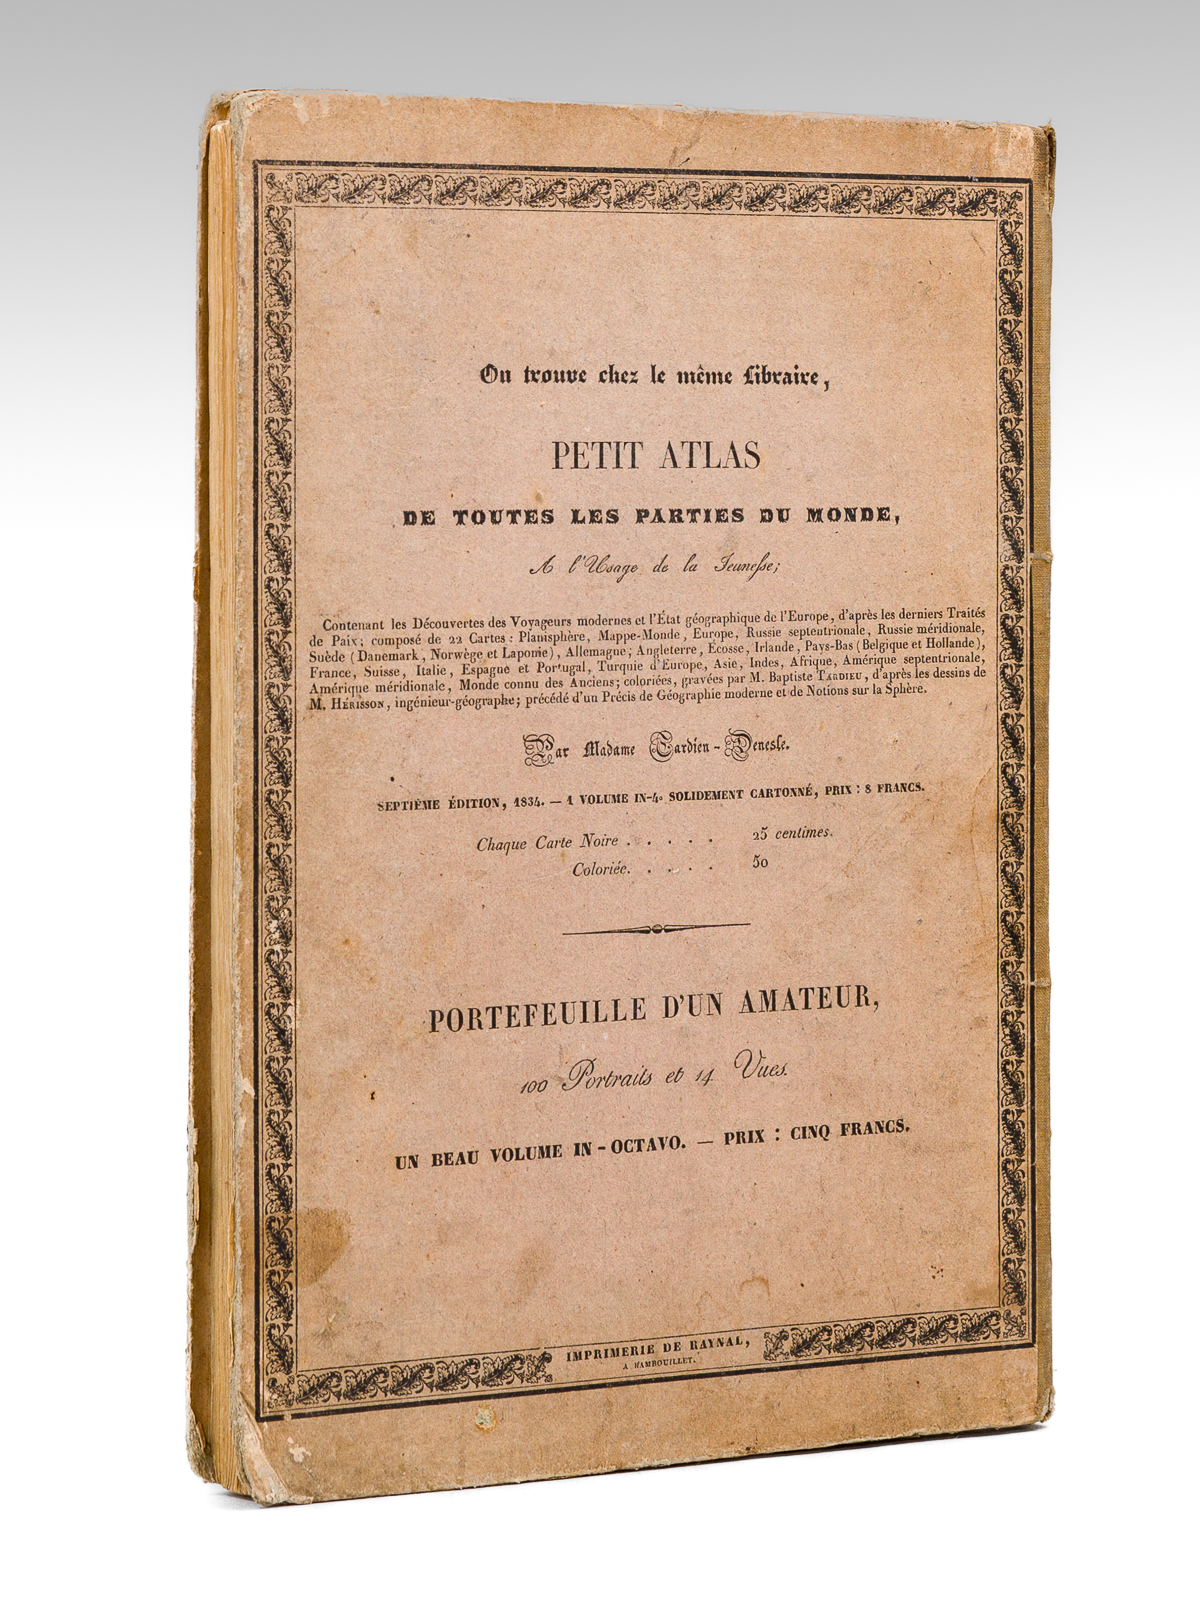 On trouve chez le même Libraire,
PETIT ATLAS
DE TOUTES LES PARTIES DU MONDE,
A l'Usage de la Jeunesse;
Contenant les Découvertes des Voyageurs modernes et l'État géographique de l'Europe, d'après les derniers Traités
de Paix; composé de 22 Cartes : Planisphère, Mappe-Monde, Europe, Russie septentrionale, Russie méridionale,
Suède (Danemark, Norwège et Laponie), Allemagne; Angleterre, Écosse, Irlande, Pays-Bas (Belgique et Hollande),
France, Suisse, Italie, Espagne et Portugal, Turquie d'Europe, Asie, Indes, Afrique, Amérique septentrionale,
Amérique méridionale, Monde connu des Anciens; coloriées, gravées par M. Baptiste TARDIEU, d'après les dessins de
M. HÉRISSON, ingénieur-géographe; précédé d'un Précis de Géographie moderne et de Notions sur la Sphère.
Par Madame Tardieu-Denesle.
SEPTIÈME ÉDITION, 1834. — 1 VOLUME IN-4o SOLIDEMENT CARTONNÉ, PRIX : 8 FRANCS.
Chaque Carte Noire . . . . . 25 centimes.
Coloriée. . . . . 50
PORTEFEUILLE D'UN AMATEUR,
100 Portraits et 14 Vues.
UN BEAU VOLUME IN-OCTAVO. — PRIX : CINQ FRANCS.
IMPRIMERIE DE RAYNAL,
A RAMBOUILLET.